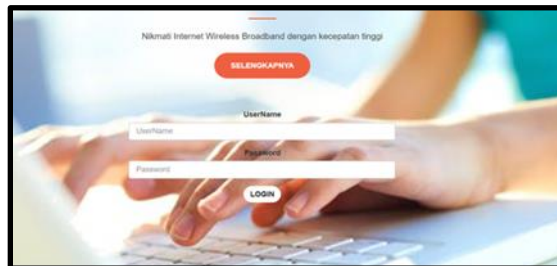 Nikmati Internet Wireless Broadband dengan kecepatan tinggi
SELENGKAPNYA
UserName
UserName
Password
Password
LOGIN